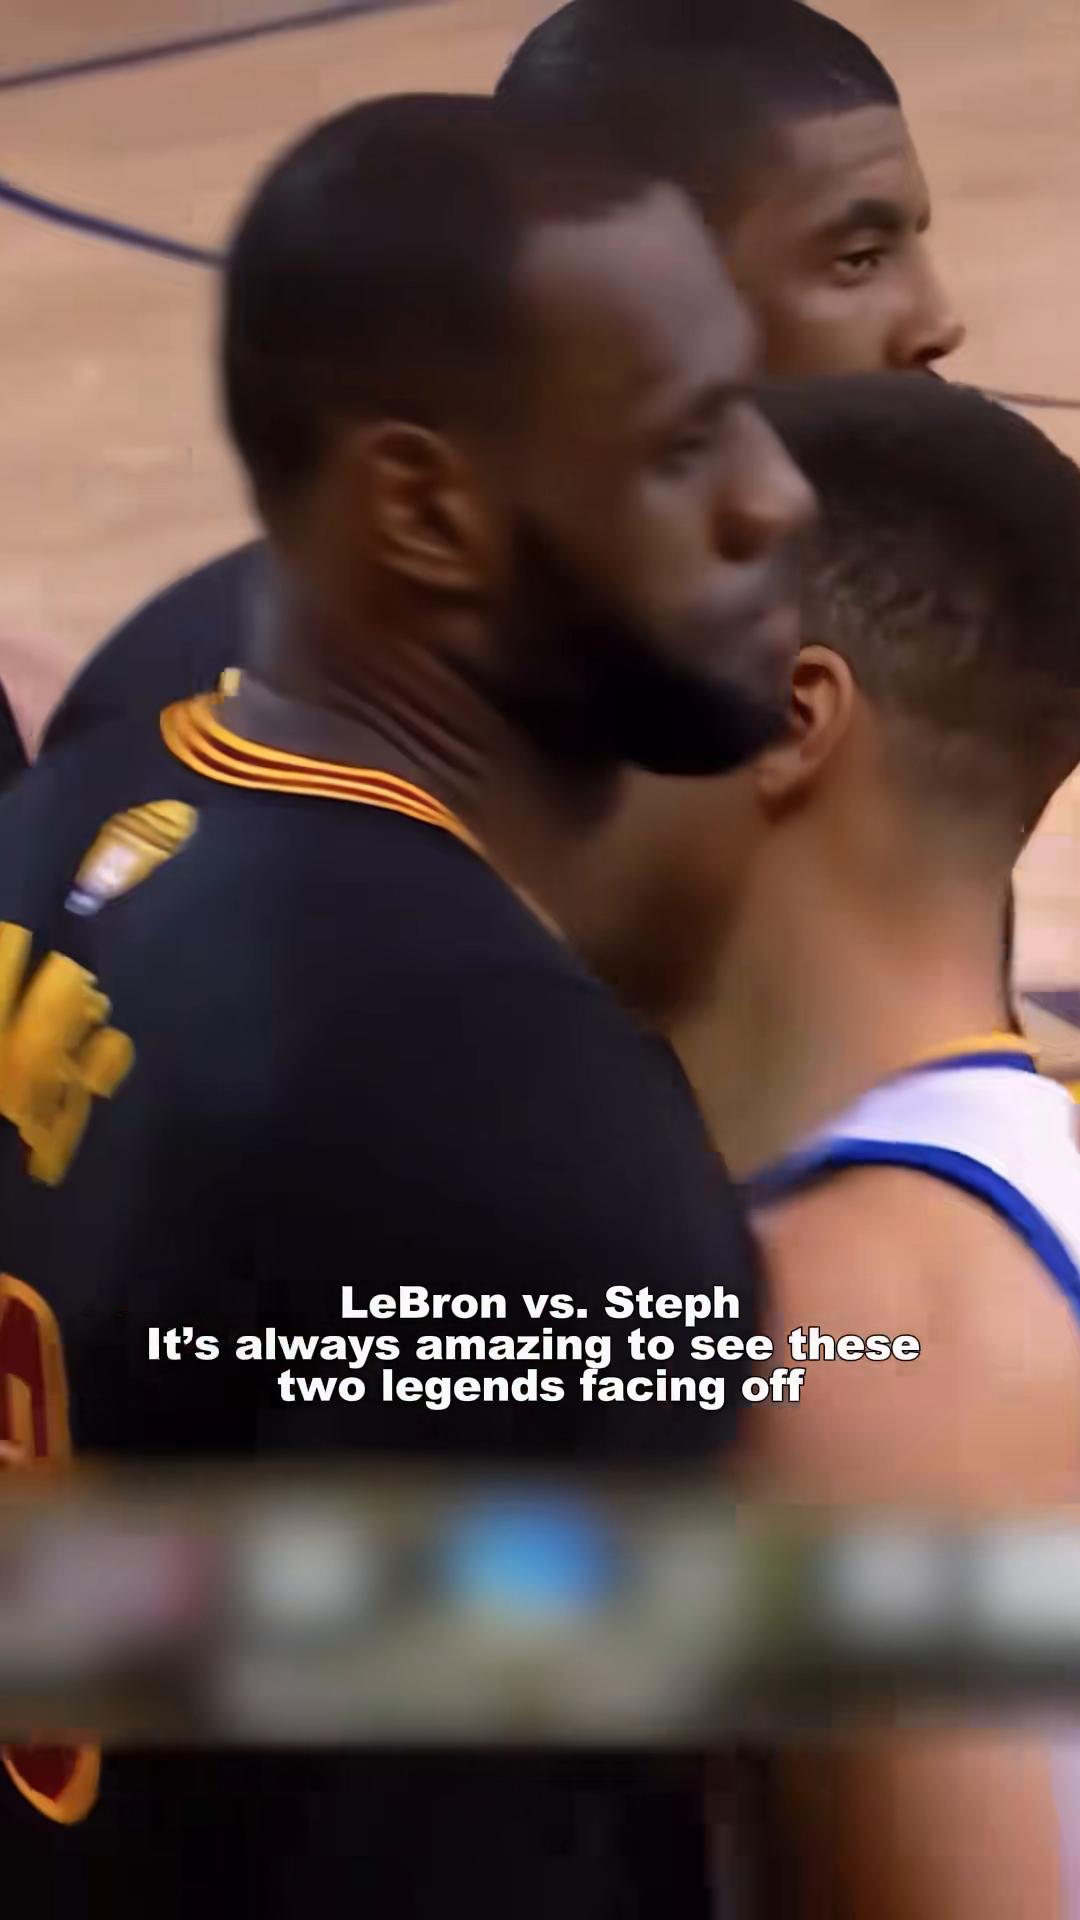 LeBron vs. Steph
It’s always amazing to see these
two legends facing off